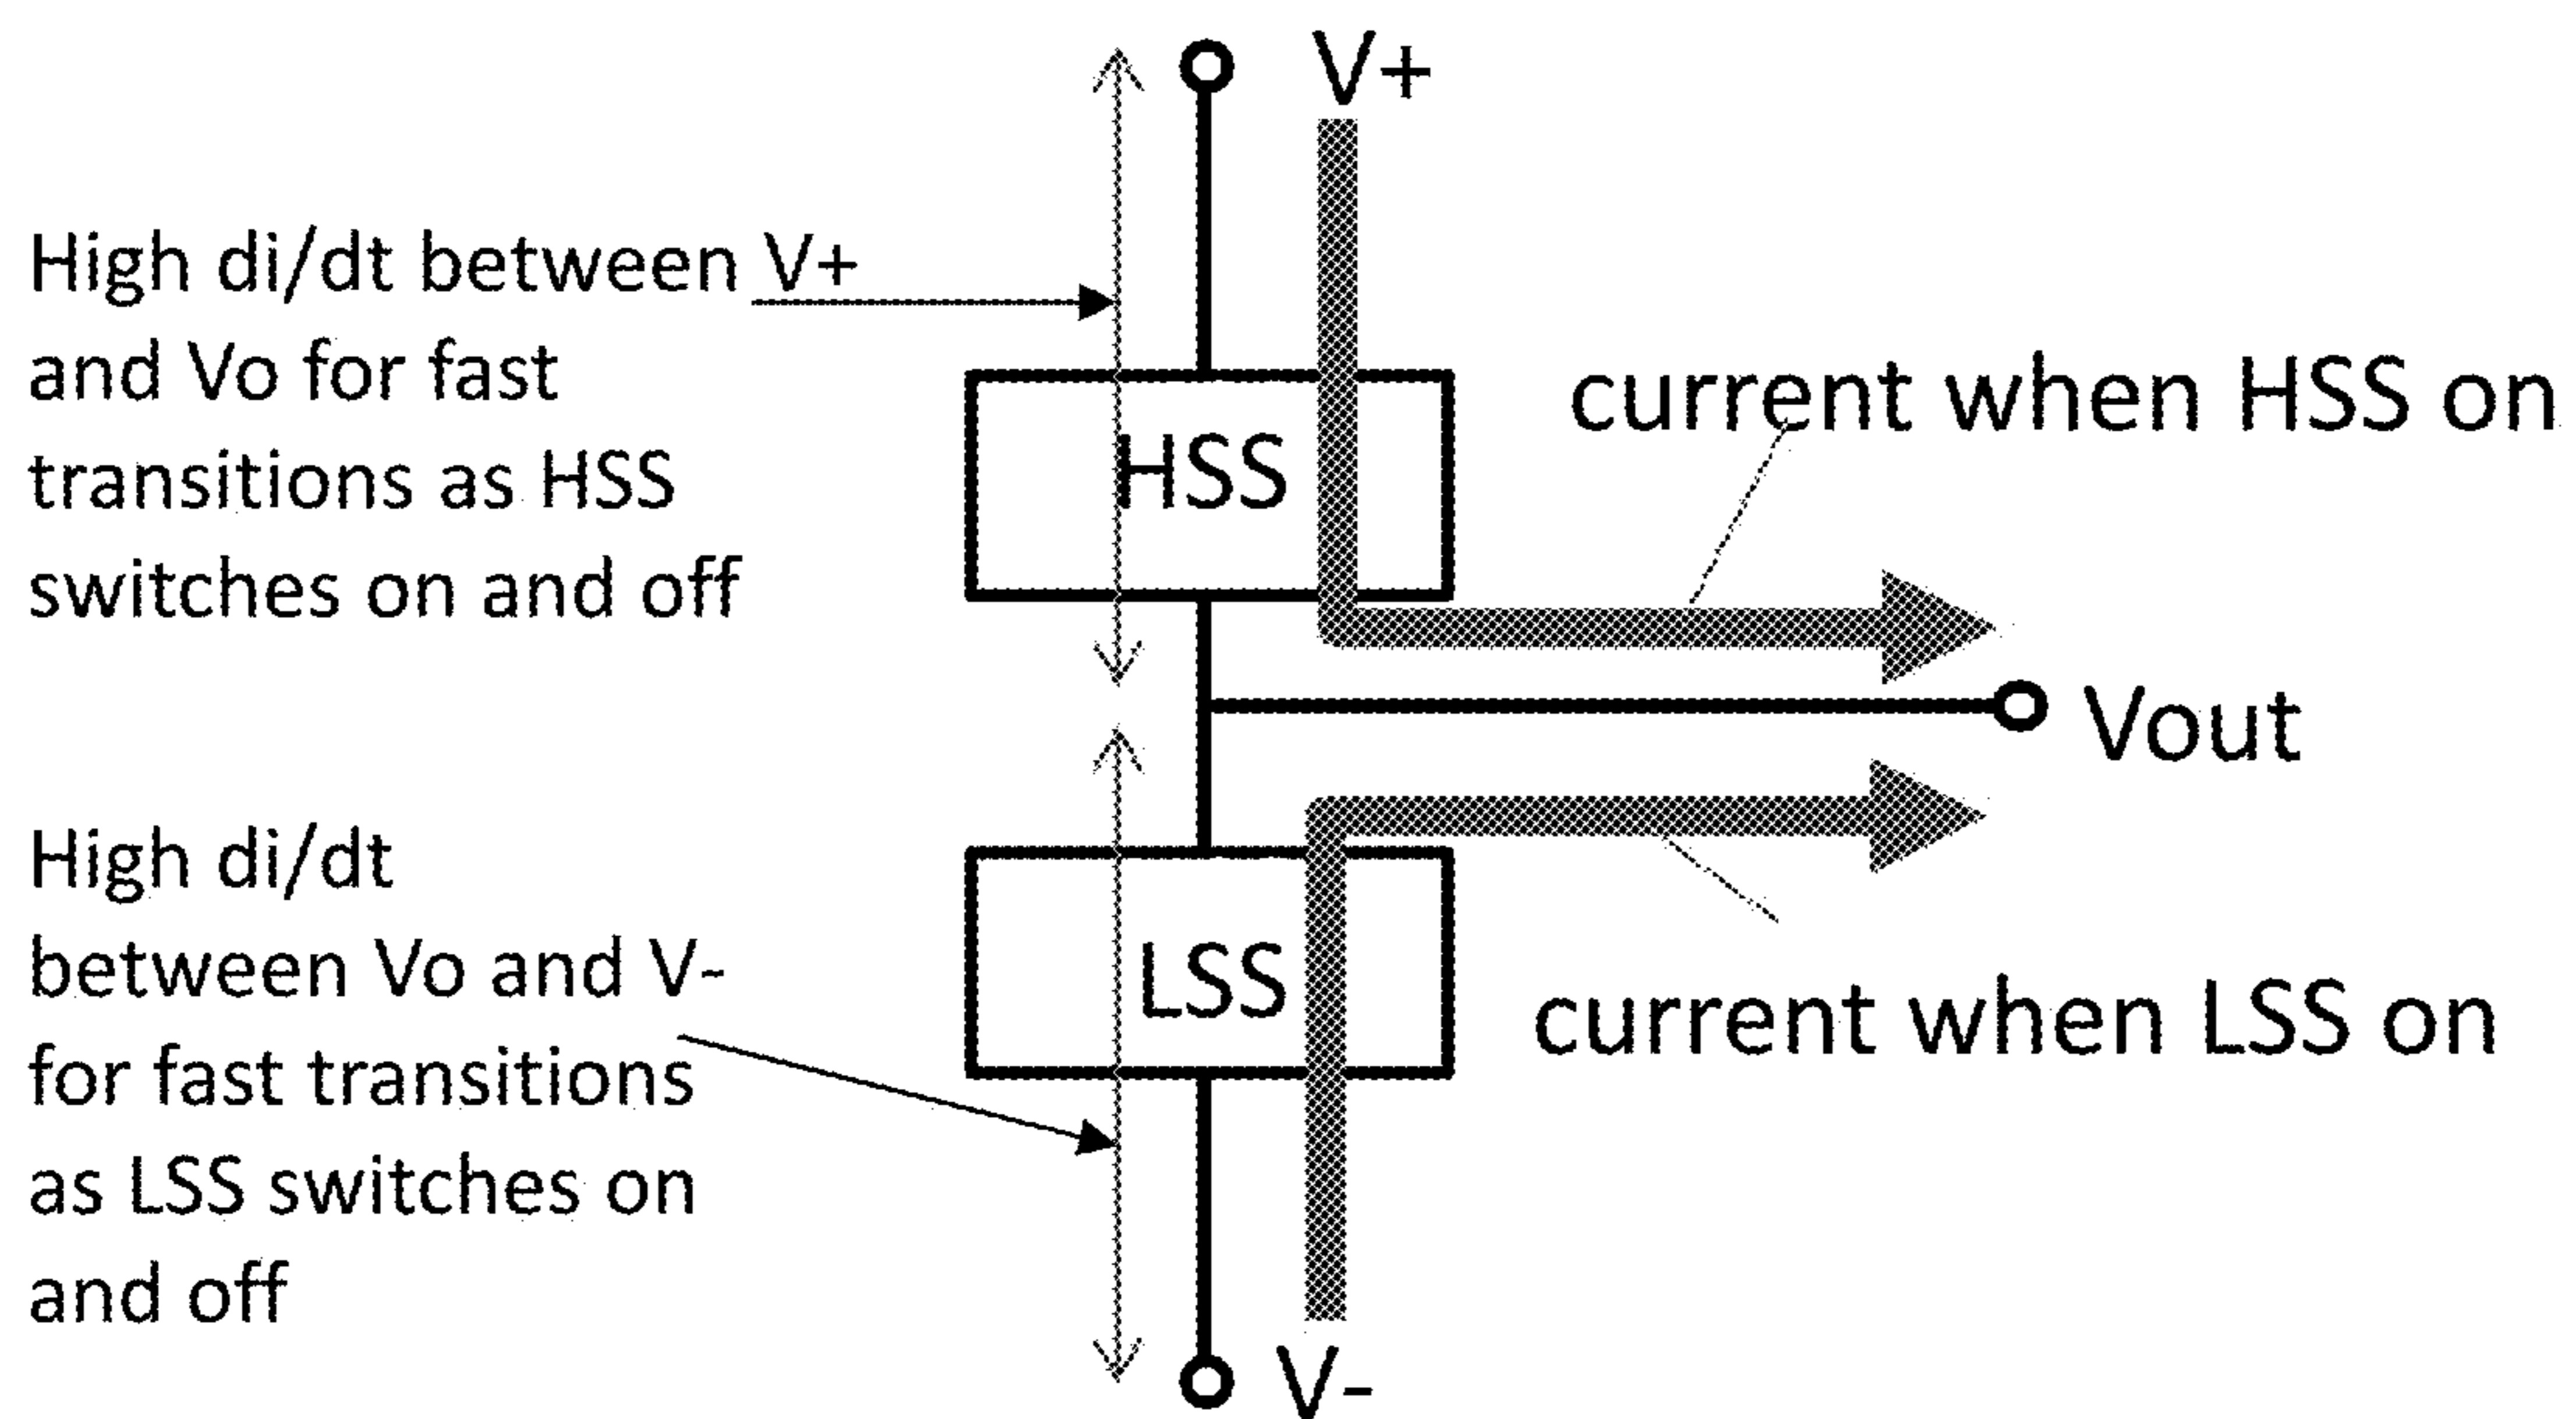 V+
High di/dt between V+
and Vo for fast
transitions as HSS
switches on and off
HSS
current when HSS on
Vout
High di/dt
between Vo and V-
for fast transitions
as LSS switches on
and off
LSS
current when LSS on
V-